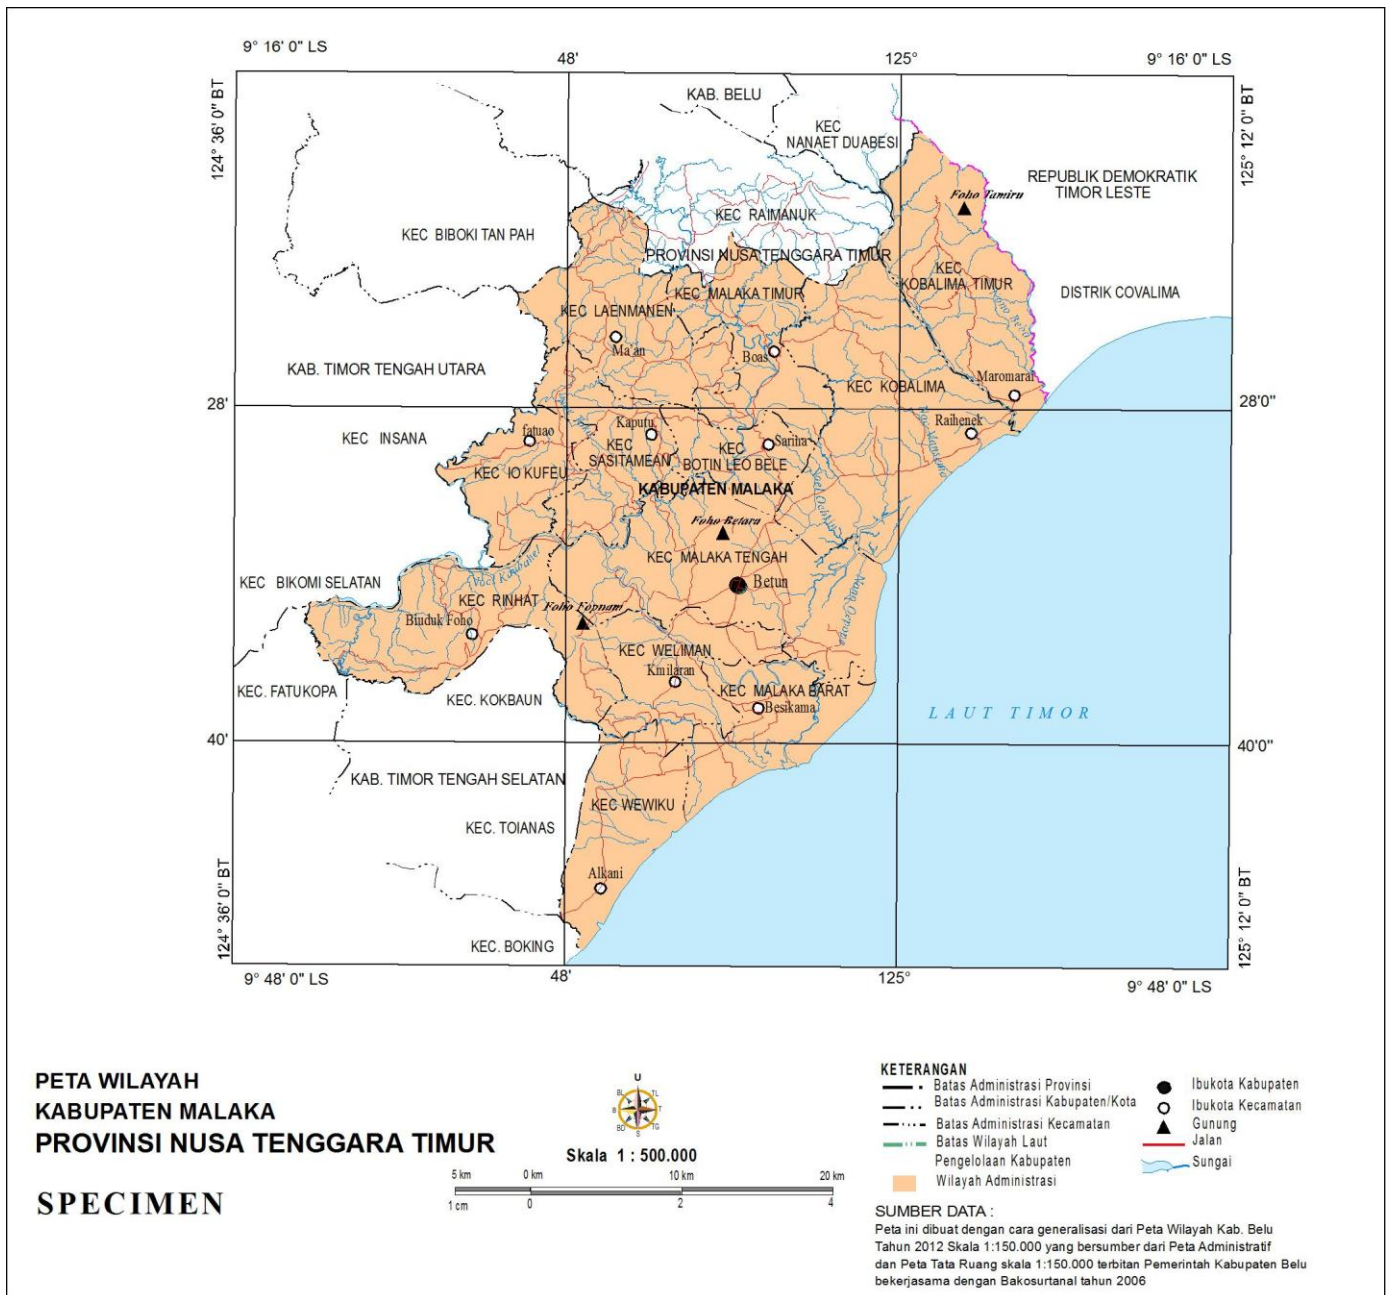 9° 16' 0" LS
48'
125°
9° 16' 0" LS
124° 36' 0" BT
125° 12' 0" BT
KAB. BELU
KEC
NANAET DUABESI
REPUBLIK DEMOKRATIK
TIMOR LESTE
Foho Tamiru
KEC RAIMANUK
KEC BIBOKI TAN PAH
PROVINSI NUSA TENGGARA TIMUR
KEC
KOBALIMA TIMUR
DISTRIK COVALIMA
KEC MALAKA TIMUR
KEC LAENMANEN
Ma'an
Boas
KAB. TIMOR TENGAH UTARA
KEC KOBALIMA
Maromarai
28'
28'0"
Kaputu
Raihenek
fatuao
KEC INSANA
Sariha
KEC
SASITAMEAN
KEC
BOTIN LEO BELE
KEC IO KUFEU
KABUPATEN MALAKA
Foho Retara
KEC MALAKA TENGAH
Betun
KEC BIKOMI SELATAN
KEC RINHAT
Foho Fopnam
Biuduk Foho
KEC WELIMAN
Kmilaran
KEC. FATUKOPA
KEC. KOKBAUN
KEC MALAKA BARAT
Besikama
LAUT TIMOR
40'
40'0"
KAB. TIMOR TENGAH SELATAN
KEC WEWIKU
KEC. TOIANAS
Alkani
KEC. BOKING
124° 36' 0" BT
125° 12' 0" BT
9° 48' 0" LS
48'
125°
9° 48' 0" LS
PETA WILAYAH
KABUPATEN MALAKA
PROVINSI NUSA TENGGARA TIMUR
SPECIMEN
U
BL
TL
B
T
BD
TG
S
Skala 1 : 500.000
5 km 0 km 10 km 20 km
1 cm 0 2 4
KETERANGAN
Batas Administrasi Provinsi
Batas Administrasi Kabupaten/Kota
Batas Administrasi Kecamatan
Batas Wilayah Laut
Pengelolaan Kabupaten
Wilayah Administrasi
Ibukota Kabupaten
Ibukota Kecamatan
Gunung
Jalan
Sungai
SUMBER DATA :
Peta ini dibuat dengan cara generalisasi dari Peta Wilayah Kab. Belu
Tahun 2012 Skala 1:150.000 yang bersumber dari Peta Administratif
dan Peta Tata Ruang skala 1:150.000 terbitan Pemerintah Kabupaten Belu
bekerjasama dengan Bakosurtanal tahun 2006